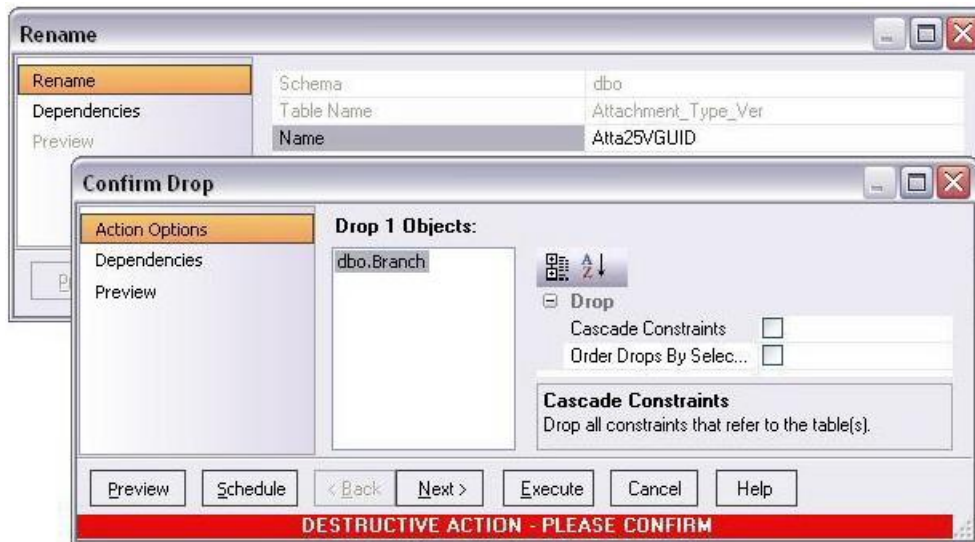 Rename
Rename
Dependencies
Preview
Schema dbo
Table Name Attachment_Type_Ver
Name Atta25VGUID
Confirm Drop
Action Options
Dependencies
Preview
Drop 1 Objects:
dbo.Branch
Drop
Cascade Constraints
Order Drops By Selec...
Cascade Constraints
Drop all constraints that refer to the table(s).
Preview Schedule < Back Next > Execute Cancel Help
DESTRUCTIVE ACTION - PLEASE CONFIRM